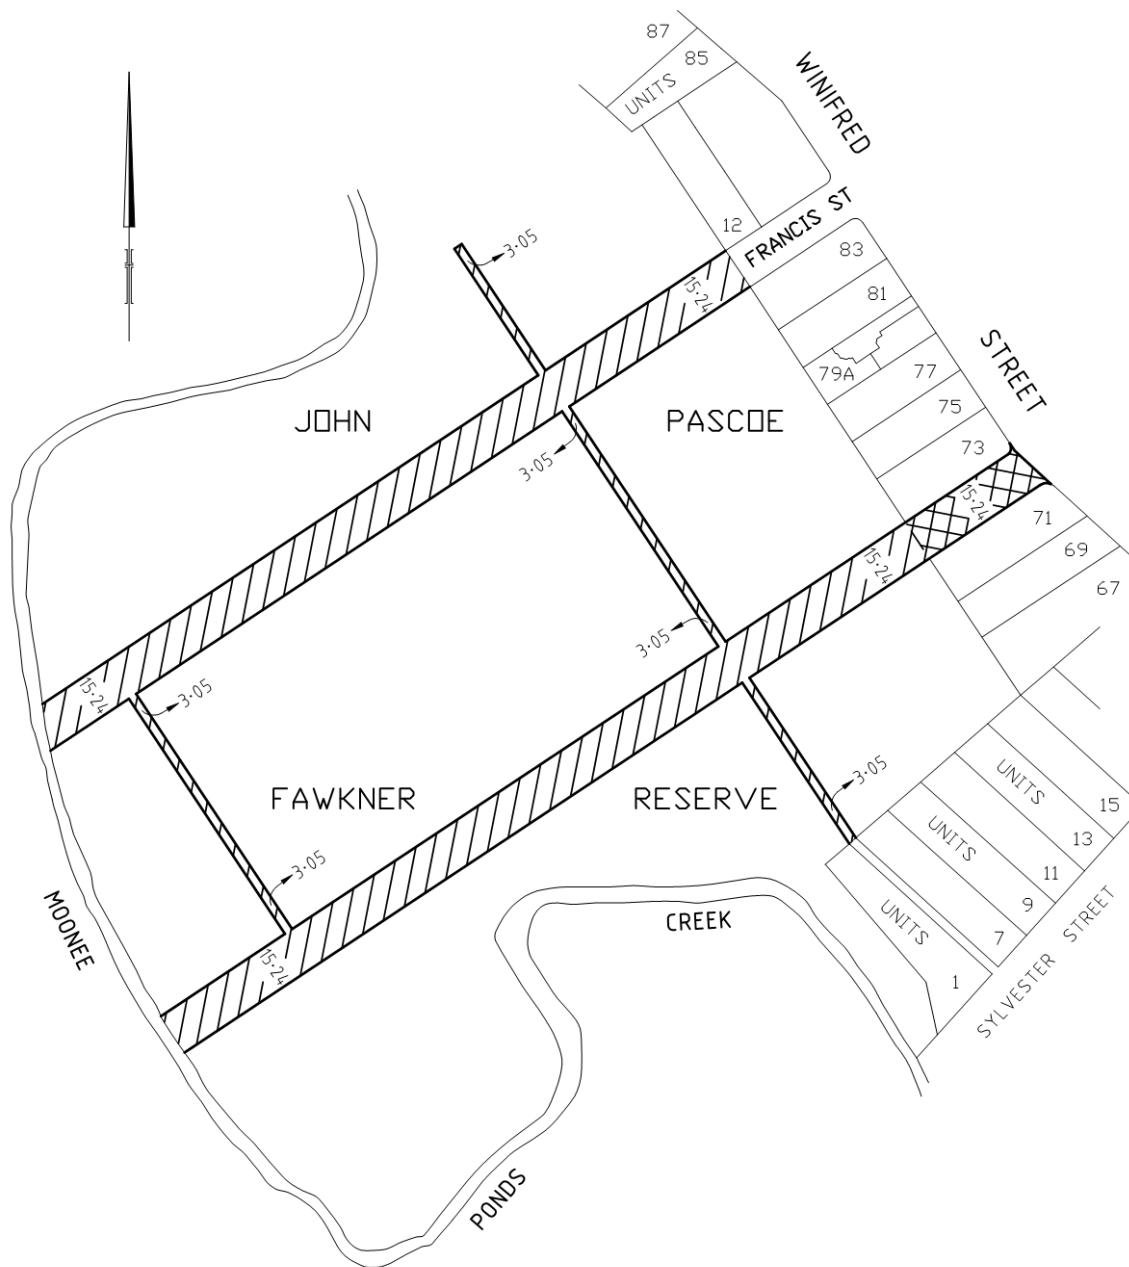 87
85
UNITS
WINIFRED
12
FRANCIS ST
3·05
15·24
83
81
STREET
79A
77
JOHN
PASCOE
75
3·05
73
15·24
71
15·24
69
67
3·05
15·24
3·05
3·05
FAWKNER
RESERVE
UNITS
15
13
UNITS
11
3·05
9
UNITS
7
MOONEE
CREEK
15·24
1
SYLVESTER STREET
PONDS
N